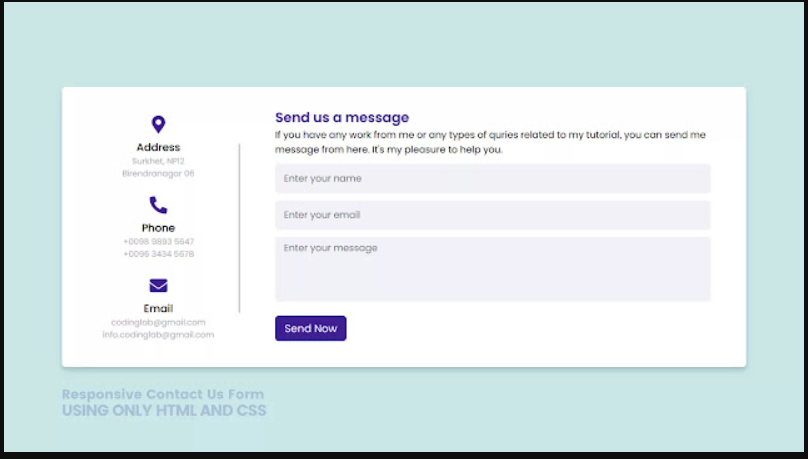 Address
Surkhet, NP12
Birendranagar 06
Phone
+0098 9893 5647
+0096 3434 5678
Email
codinglab@gmail.com
info.codinglab@gmail.com
Send us a message
If you have any work from me or any types of quries related to my tutorial, you can send me
message from here. It's my pleasure to help you.
Enter your name
Enter your email
Enter your message
Send Now
Responsive Contact Us Form
USING ONLY HTML AND CSS